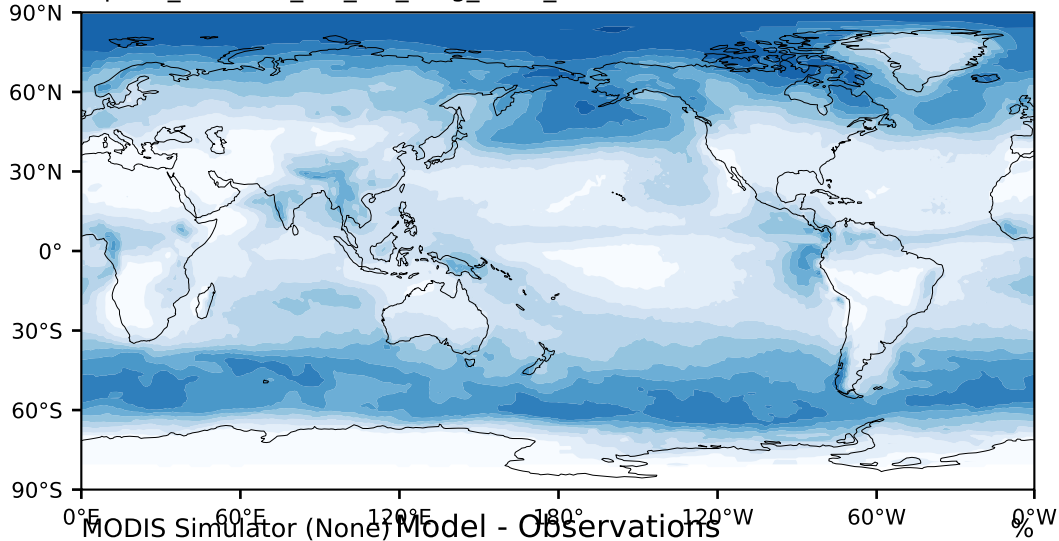 90°N
60°N
30°N
0°
30°S
60°S
90°S
0°E 60°E 120°E 180° 120°W 60°W 0°W
MODIS Simulator (None) Model - Observations %